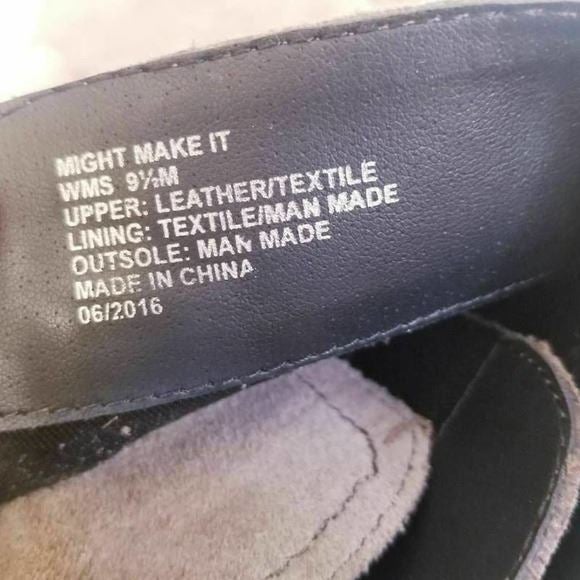 MIGHT MAKE IT
WMS 9½M
UPPER: LEATHER/TEXTILE
LINING: TEXTILE/MAN MADE
OUTSOLE: MAN MADE
MADE IN CHINA
06/2016